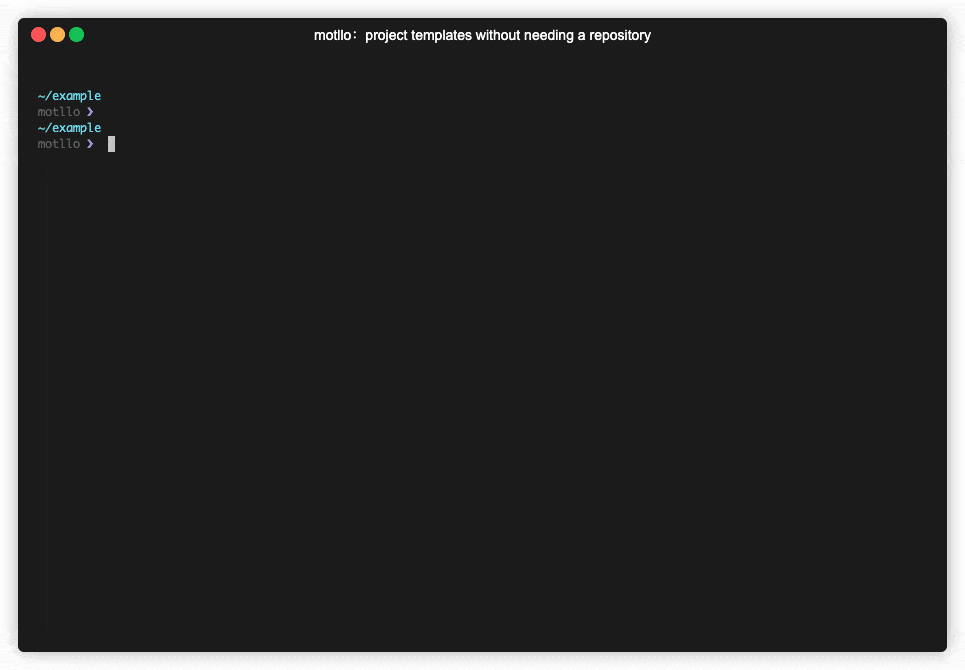 motllo: project templates without needing a repository
~/example
motllo ❯
~/example
motllo ❯